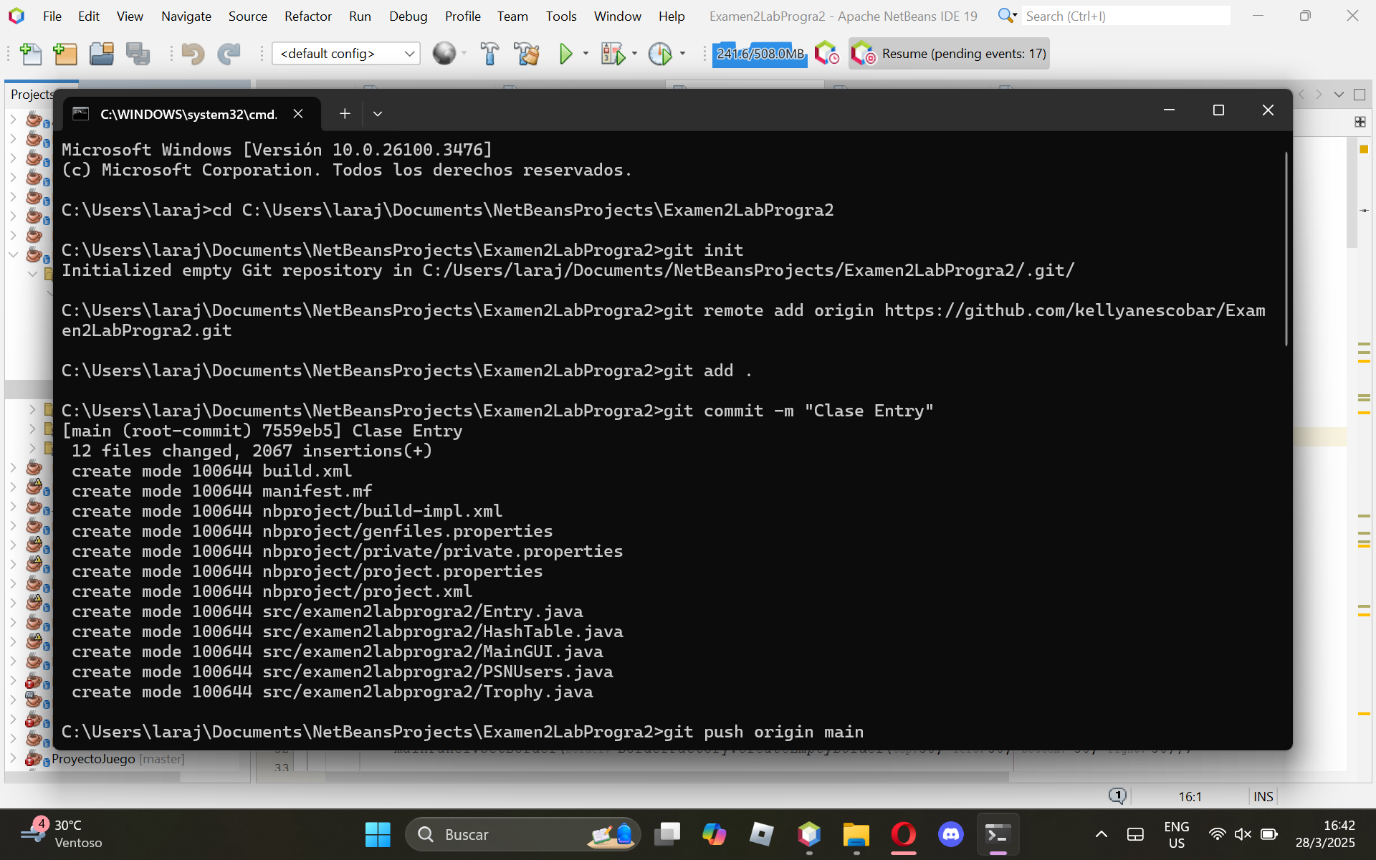 File Edit View Navigate Source Refactor Run Debug Profile Team Tools Window Help Examen2LabProgra2 - Apache NetBeans IDE 19 Search (Ctrl+I)
<default config> 241.6/508.0MB Resume (pending events: 17)
Projects
C:\WINDOWS\system32\cmd.
Microsoft Windows [Versión 10.0.26100.3476]
(c) Microsoft Corporation. Todos los derechos reservados.
C:\Users\laraj>cd C:\Users\laraj\Documents\NetBeansProjects\Examen2LabProgra2
C:\Users\laraj\Documents\NetBeansProjects\Examen2LabProgra2>git init
Initialized empty Git repository in C:/Users/laraj/Documents/NetBeansProjects/Examen2LabProgra2/.git/
C:\Users\laraj\Documents\NetBeansProjects\Examen2LabProgra2>git remote add origin https://github.com/kellyanescobar/Exam
en2LabProgra2.git
C:\Users\laraj\Documents\NetBeansProjects\Examen2LabProgra2>git add .
C:\Users\laraj\Documents\NetBeansProjects\Examen2LabProgra2>git commit -m "Clase Entry"
[main (root-commit) 7559eb5] Clase Entry
12 files changed, 2067 insertions(+)
create mode 100644 build.xml
create mode 100644 manifest.mf
create mode 100644 nbproject/build-impl.xml
create mode 100644 nbproject/genfiles.properties
create mode 100644 nbproject/private/private.properties
create mode 100644 nbproject/project.properties
create mode 100644 nbproject/project.xml
create mode 100644 src/examen2labprogra2/Entry.java
create mode 100644 src/examen2labprogra2/HashTable.java
create mode 100644 src/examen2labprogra2/MainGUI.java
create mode 100644 src/examen2labprogra2/PSNUsers.java
create mode 100644 src/examen2labprogra2/Trophy.java
C:\Users\laraj\Documents\NetBeansProjects\Examen2LabProgra2>git push origin main
ProyectoJuego [master]
33
1 16:1 INS
4 30°C
Ventoso
Buscar
ENG
US
16:42
28/3/2025